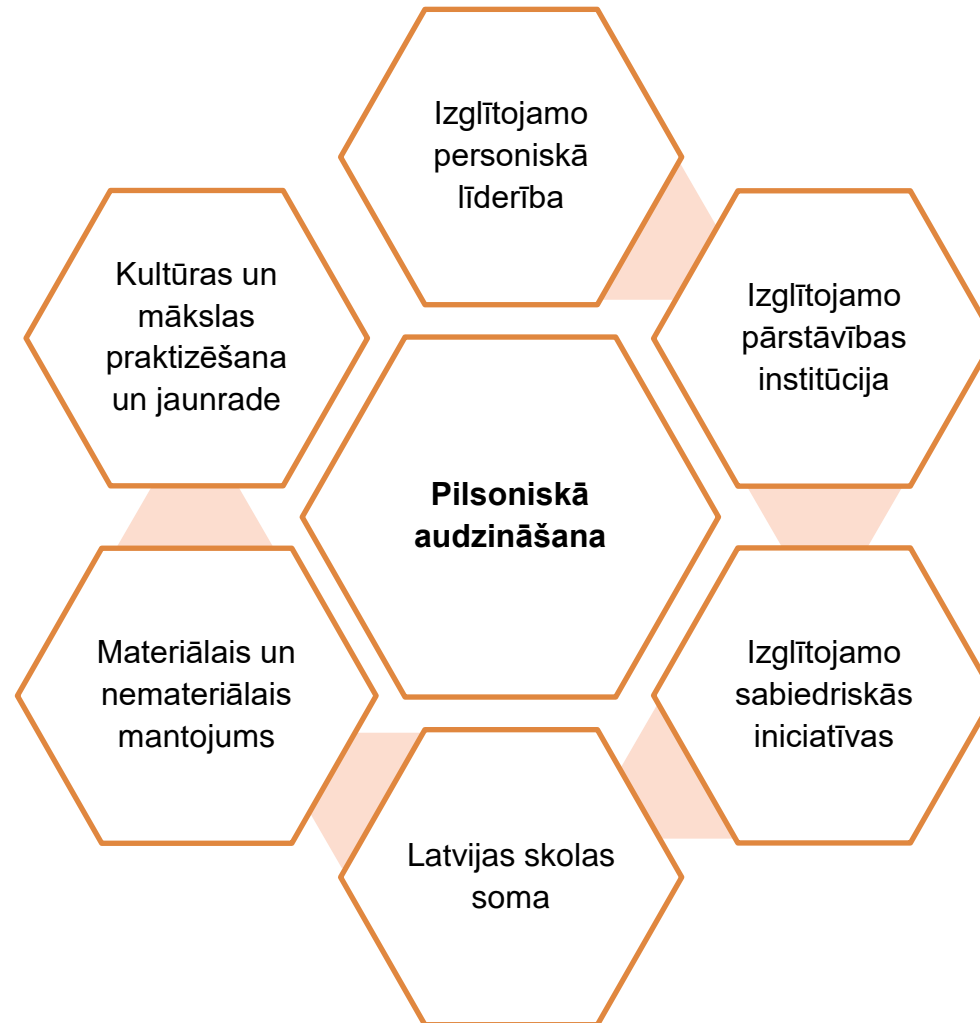 Izglītojamo
personiskā
līderība
Kultūras un
mākslas
praktizēšana
un jaunrade
Izglītojamo
pārstāvības
institūcija
Pilsoniskā
audzināšana
Materiālais un
nemateriālais
mantojums
Izglītojamo
sabiedriskās
iniciatīvas
Latvijas skolas
soma